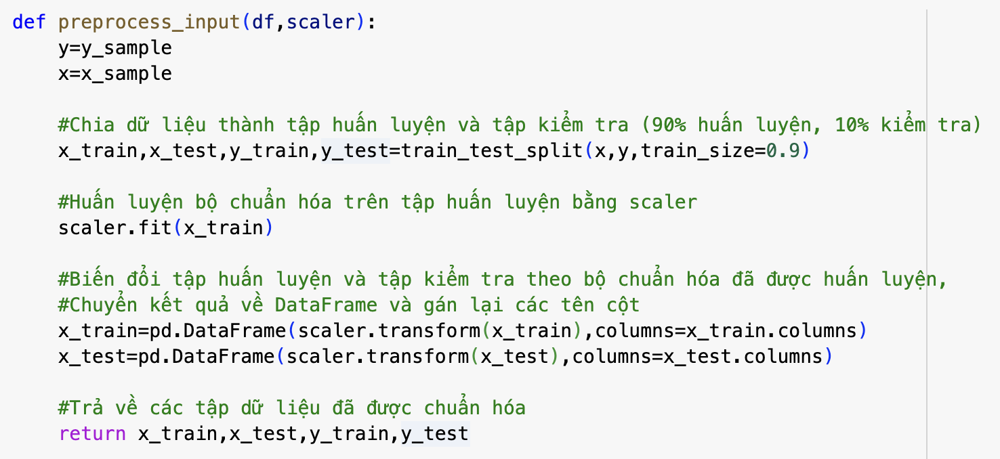 def preprocess_input(df,scaler):
    y=y_sample
    x=x_sample
    #Chia dữ liệu thành tập huấn luyện và tập kiểm tra (90% huấn luyện, 10% kiểm tra)
    x_train,x_test,y_train,y_test=train_test_split(x,y,train_size=0.9)
    #Huấn luyện bộ chuẩn hóa trên tập huấn luyện bằng scaler
    scaler.fit(x_train)
    #Biến đổi tập huấn luyện và tập kiểm tra theo bộ chuẩn hóa đã được huấn luyện,
    #Chuyển kết quả về DataFrame và gán lại các tên cột
    x_train=pd.DataFrame(scaler.transform(x_train),columns=x_train.columns)
    x_test=pd.DataFrame(scaler.transform(x_test),columns=x_test.columns)
    #Trả về các tập dữ liệu đã được chuẩn hóa
    return x_train,x_test,y_train,y_test